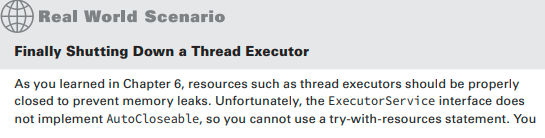 Real World Scenario
Finally Shutting Down a Thread Executor
As you learned in Chapter 6, resources such as thread executors should be properly
closed to prevent memory leaks. Unfortunately, the ExecutorService interface does
not implement AutoCloseable, so you cannot use a try-with-resources statement. You